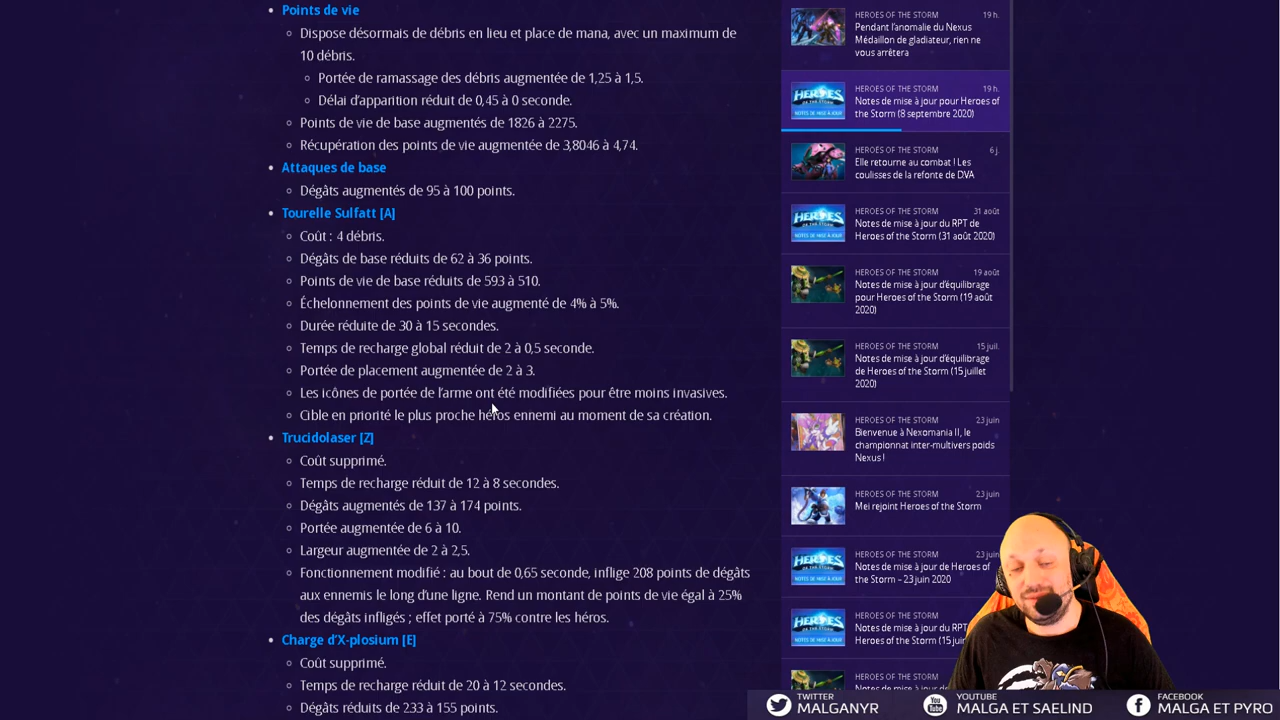 Points de vie
Dispose désormais de débris en lieu et place de mana, avec un maximum de
10 débris.
Portée de ramassage des débris augmentée de 1,25 à 1,5.
Délai d'apparition réduit de 0,45 à 0 seconde.
Points de vie de base augmentés de 1826 à 2275.
Récupération des points de vie augmentée de 3,8046 à 4,74.
Attaques de base
Dégâts augmentés de 95 à 100 points.
Tourelle Sulfatt [A]
Coût : 4 débris.
Dégâts de base réduits de 62 à 36 points.
Points de vie de base réduits de 593 à 510.
Échelonnement des points de vie augmenté de 4% à 5%.
Durée réduite de 30 à 15 secondes.
Temps de recharge global réduit de 2 à 0,5 seconde.
Portée de placement augmentée de 2 à 3.
Les icônes de portée de l'arme ont été modifiées pour être moins invasives.
Cible en priorité le plus proche héros ennemi au moment de sa création.
Trucidolaser [Z]
Coût supprimé.
Temps de recharge réduit de 12 à 8 secondes.
Dégâts augmentés de 137 à 174 points.
Portée augmentée de 6 à 10.
Largeur augmentée de 2 à 2,5.
Fonctionnement modifié : au bout de 0,65 seconde, inflige 208 points de dégâts
aux ennemis le long d'une ligne. Rend un montant de points de vie égal à 25%
des dégâts infligés ; effet porté à 75% contre les héros.
Charge d'X-plosium [E]
Coût supprimé.
Temps de recharge réduit de 20 à 12 secondes.
Dégâts réduits de 233 à 155 points.
HEROES OF THE STORM 19 h.
Pendant l'anomalie du Nexus
Médaillon de gladiateur, rien ne
vous arrêtera
HEROES OF THE STORM 19 h.
Notes de mise à jour pour Heroes of
the Storm (8 septembre 2020)
HEROES OF THE STORM 6 j.
Elle retourne au combat ! Les
coulisses de la refonte de DVA
HEROES OF THE STORM 31 août
Notes de mise à jour du RPT de
Heroes of the Storm (31 août 2020)
HEROES OF THE STORM 19 août
Notes de mise à jour d'équilibrage
pour Heroes of the Storm (19 août
2020)
HEROES OF THE STORM 15 juil.
Notes de mise à jour d'équilibrage
de Heroes of the Storm (15 juillet
2020)
HEROES OF THE STORM 23 juin
Bienvenue à Nexomania II, le
championnat inter-multivers poids
Nexus !
HEROES OF THE STORM 23 juin
Mei rejoint Heroes of the Storm
HEROES OF THE STORM 23 juin
Notes de mise à jour de Heroes of
the Storm – 23 juin 2020
HEROES OF THE STORM
Notes de mise à jour du RPT
Heroes of the Storm (15 juin
TWITTER
MALGANYR
YOUTUBE
MALGA ET SAELIND
FACEBOOK
MALGA ET PYRO